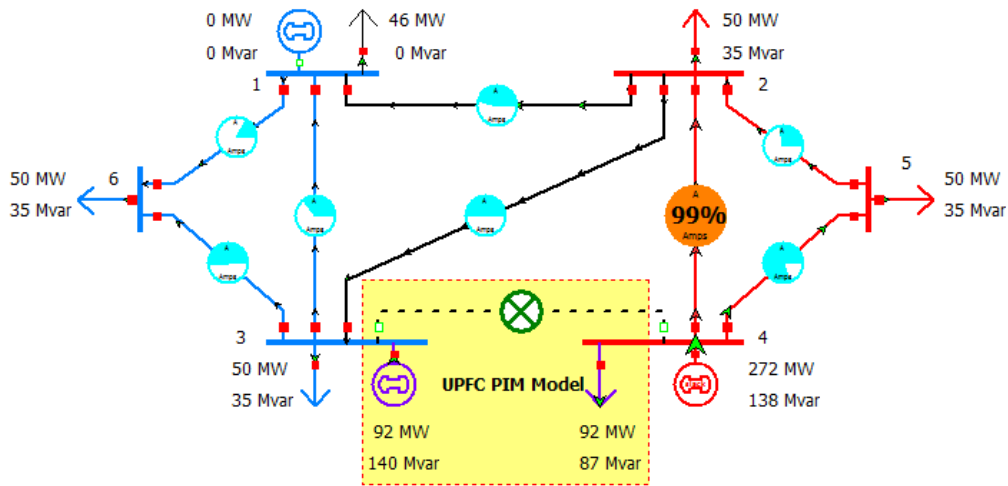 0 MW
0 Mvar
46 MW
0 Mvar
50 MW
35 Mvar
1
2
A
Amps
A
Amps
A
Amps
50 MW
35 Mvar
6
5
50 MW
35 Mvar
A
Amps
A
Amps
A
99%
Amps
A
Amps
A
Amps
3
4
50 MW
35 Mvar
UPFC PIM Model
slack
272 MW
138 Mvar
92 MW
140 Mvar
92 MW
87 Mvar